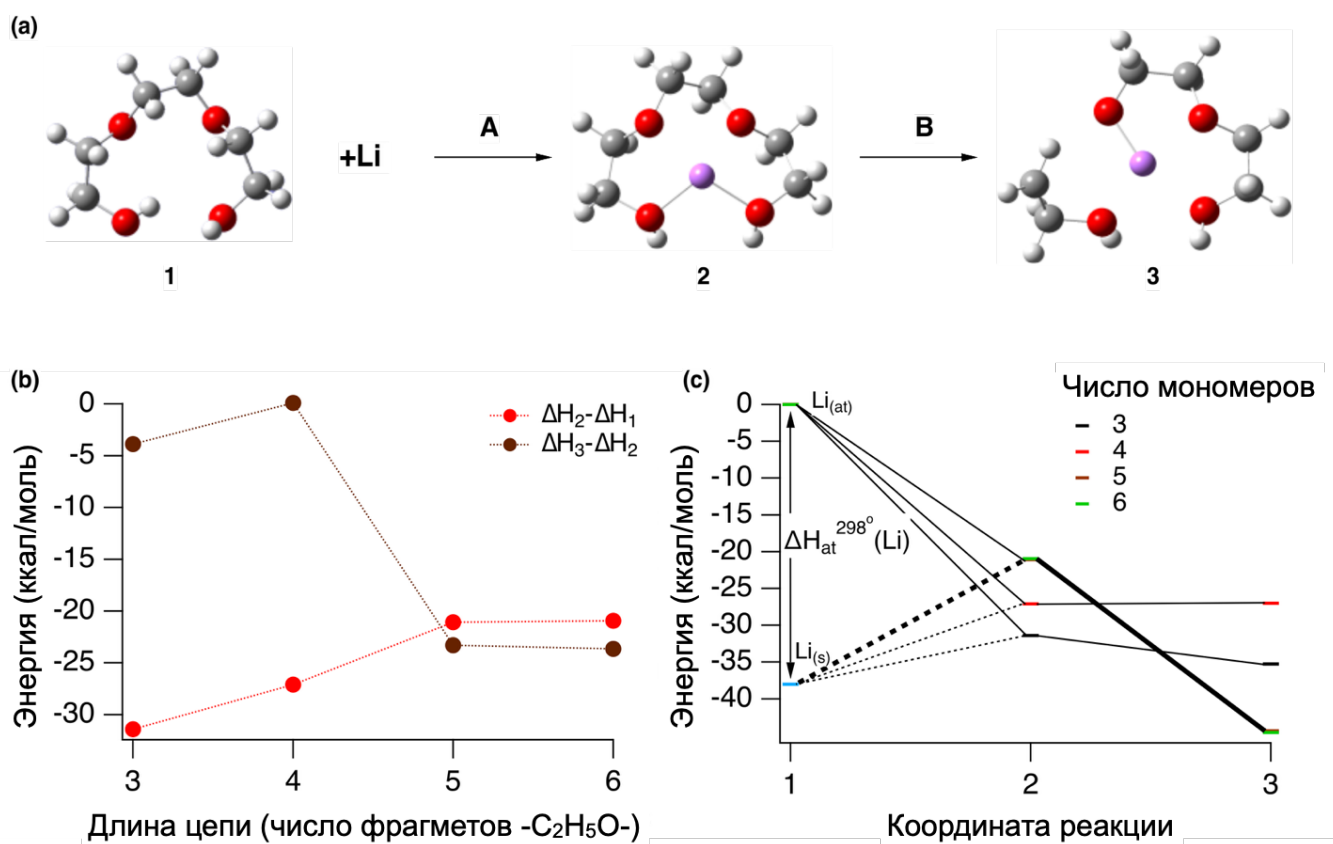 (a)
+Li
A
B
1
2
3
(b)
0
-5
-10
-15
-20
-25
-30
Энергия (ккал/моль)
ΔH₂-ΔH₁
ΔH₃-ΔH₂
3
4
5
6
Длина цепи (число фрагметов -C₂H₅O-)
(c)
Число мономеров
3
4
5
6
0
-5
-10
-15
-20
-25
-30
-35
-40
Энергия (ккал/моль)
Li(at)
ΔHat²⁹⁸°(Li)
Li(s)
1
2
3
Координата реакции